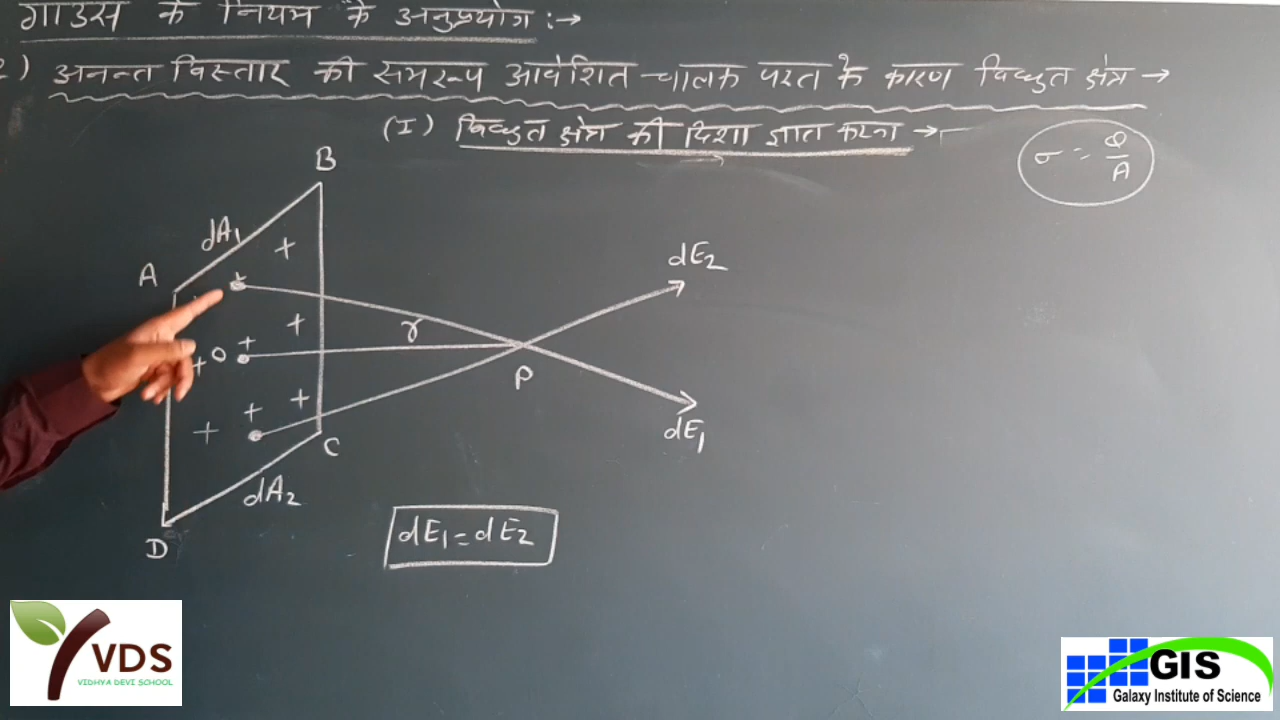 गाउस के नियम के अनुप्रयोग :→
2) अनन्त विस्तार की समरूप आवेशित चालक परत के कारण विद्युत क्षेत्र →
(I) विद्युत क्षेत्र की दिशा ज्ञात करना →
σ = Q/A
B
dA₁
+
A
dE₂
+
+
r
+
+ O
P
+
+
+
dE₁
C
dA₂
D
dE₁ = dE₂
VDS
VIDHYA DEVI SCHOOL
GIS
Galaxy Institute of Science